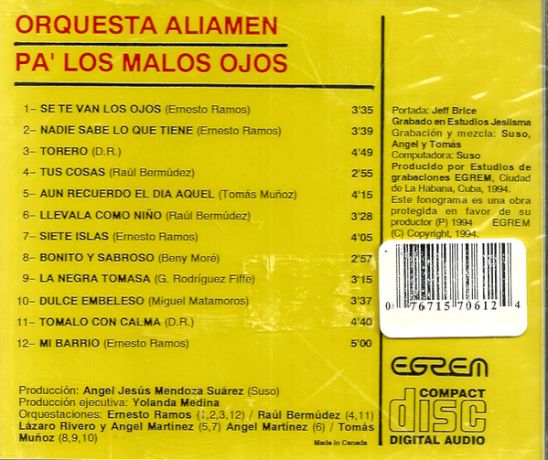 ORQUESTA ALIAMEN
PA' LOS MALOS OJOS
1– SE TE VAN LOS OJOS (Ernesto Ramos) 3'35
2– NADIE SABE LO QUE TIENE (Ernesto Ramos) 3'39
3– TORERO (D.R.) 4'49
4– TUS COSAS (Raúl Bermúdez) 2'55
5– AUN RECUERDO EL DIA AQUEL (Tomás Muñoz) 4'15
6– LLEVALA COMO NIÑO (Raúl Bermúdez) 3'28
7– SIETE ISLAS (Ernesto Ramos) 4'05
8– BONITO Y SABROSO (Beny Moré) 2'57
9– LA NEGRA TOMASA (G. Rodríguez Fiffe) 3'15
10– DULCE EMBELESO (Miguel Matamoros) 3'37
11– TOMALO CON CALMA (D.R.) 4'40
12– MI BARRIO (Ernesto Ramos) 5'00
Producción: Angel Jesús Mendoza Suárez (Suso)
Producción ejecutiva: Yolanda Medina
Orquestaciones: Ernesto Ramos (1,2,3,12) / Raúl Bermúdez (4,11)
Lázaro Rivero y Angel Martínez (5,7) Angel Martínez (6) / Tomás
Muñoz (8,9,10)
Made in Canada
Portada: Jeff Brice
Grabado en Estudios Jeslisma
Grabación y mezcla: Suso,
Angel y Tomás
Computadora: Suso
Producido por Estudios de
grabaciones EGREM, Ciudad
de La Habana, Cuba, 1994.
Este fonograma es una obra
protegida en favor de su
productor (P) 1994 EGREM
(C) Copyright, 1994.
0 76715 70612 4
EGREM
COMPACT
disc
DIGITAL AUDIO